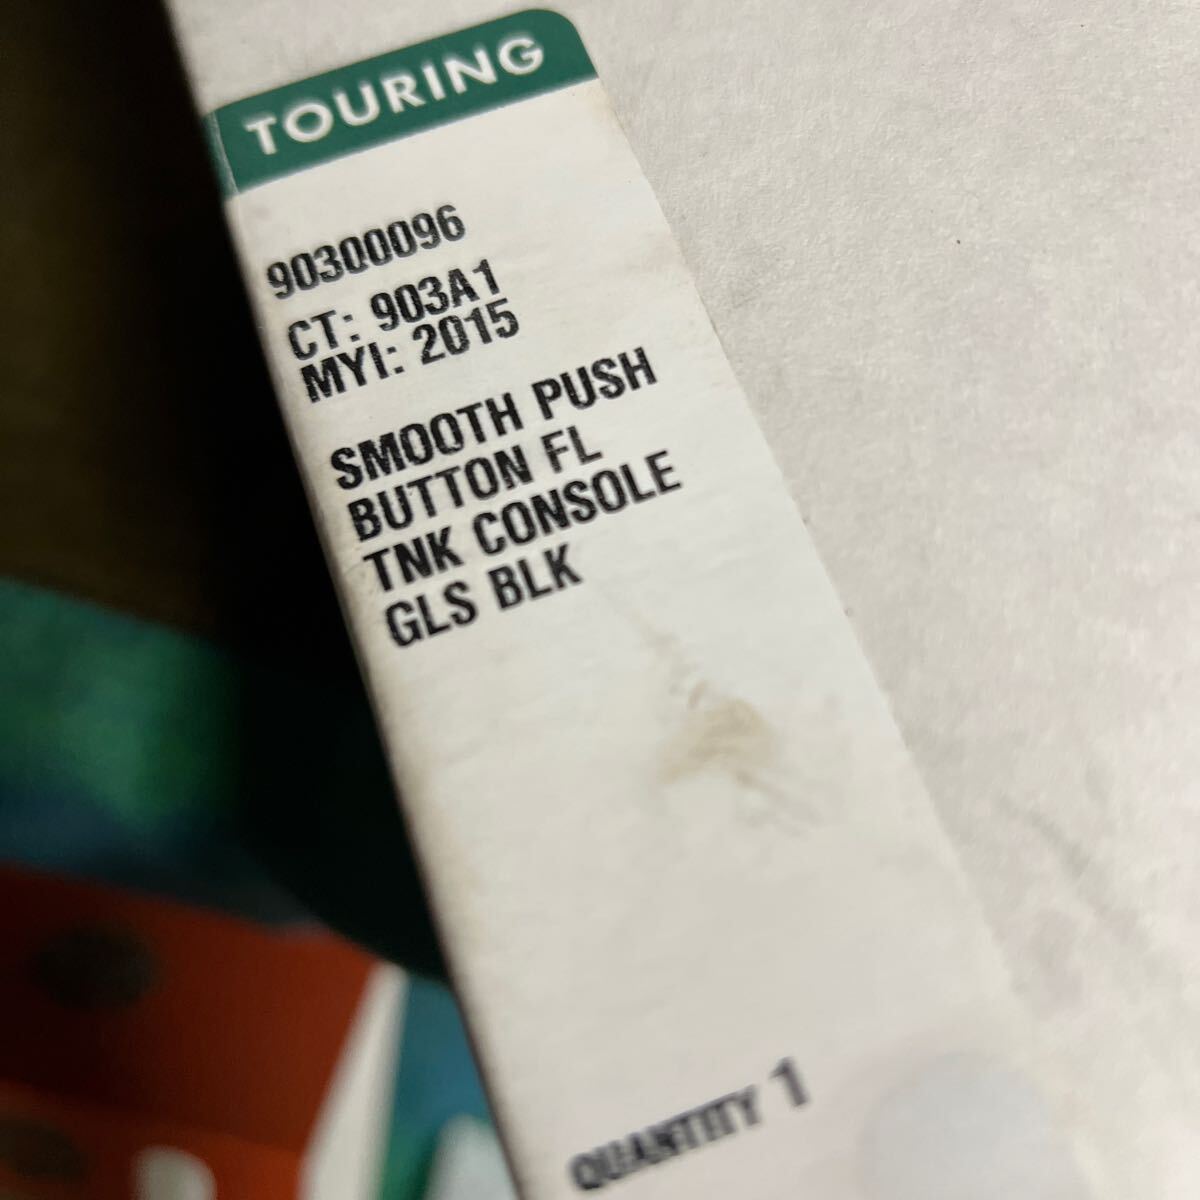 TOURING
90300096
CT: 903A1
MYI: 2015
SMOOTH PUSH
BUTTON FL
TNK CONSOLE
GLS BLK
QUANTITY 1